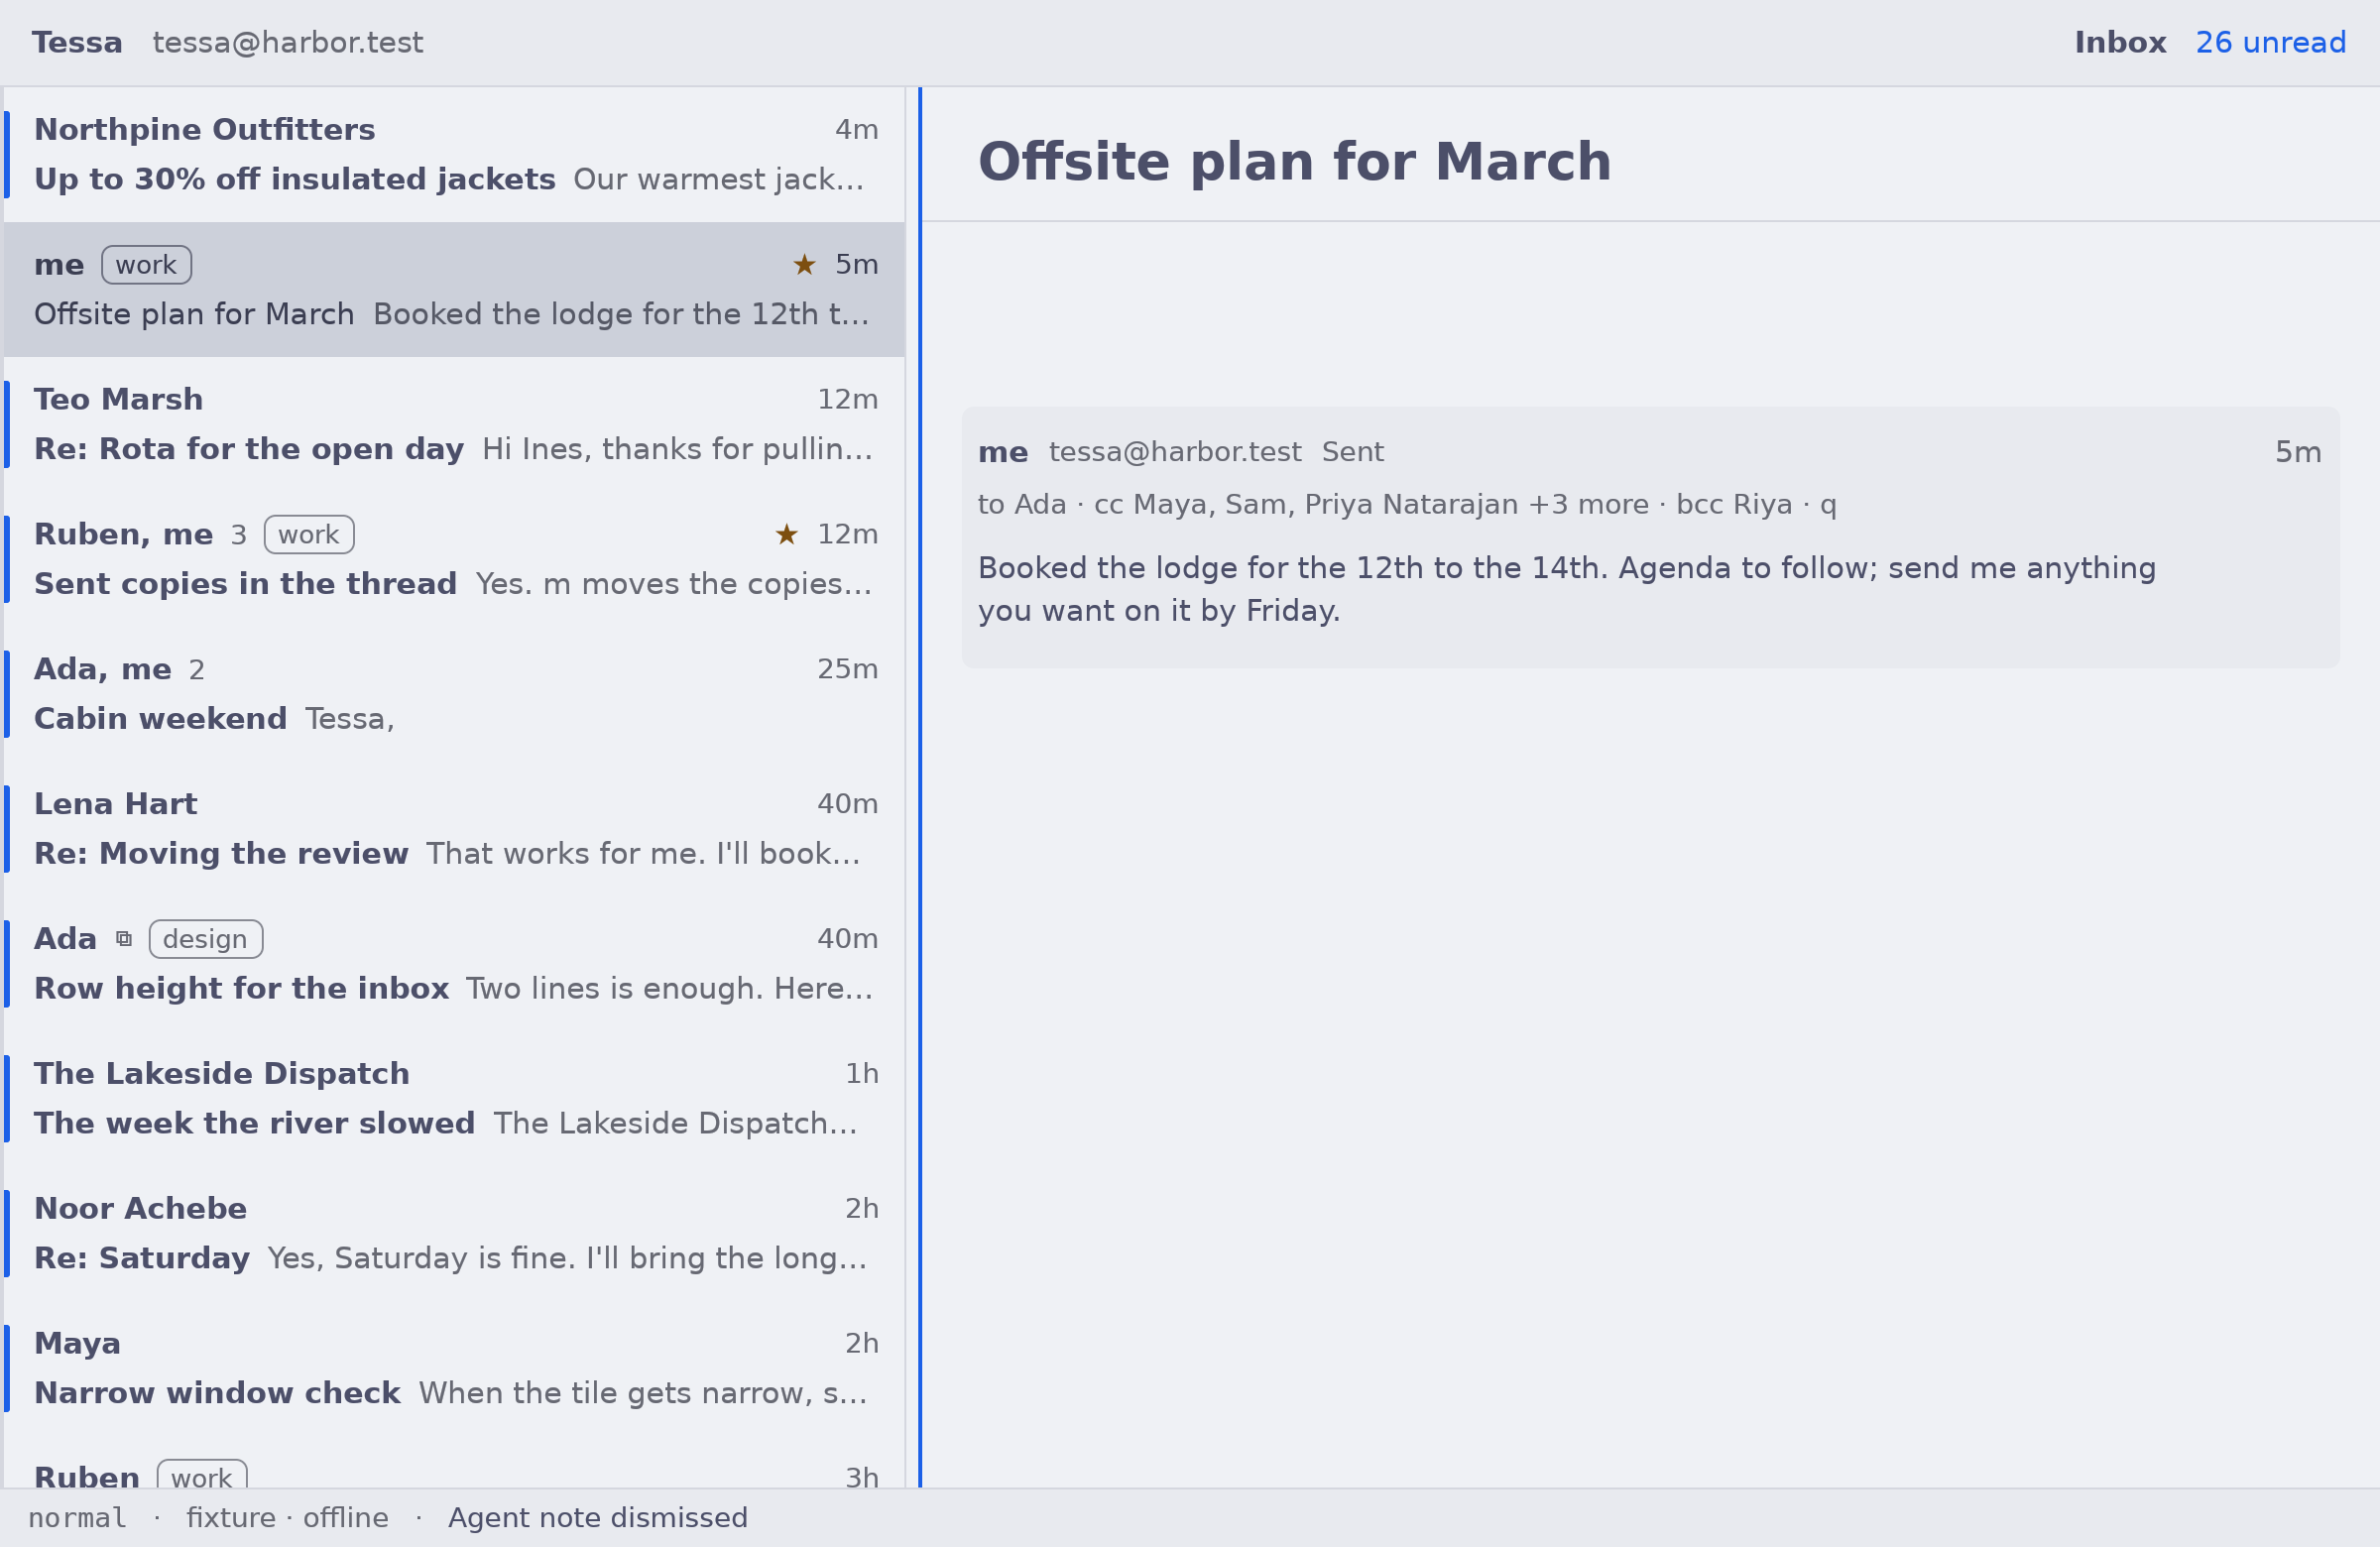 Tessa tessa@harbor.test
Inbox 26 unread
Northpine Outfitters 4m
Up to 30% off insulated jackets Our warmest jack…
me work ★ 5m
Offsite plan for March Booked the lodge for the 12th t…
Teo Marsh 12m
Re: Rota for the open day Hi Ines, thanks for pullin…
Ruben, me 3 work ★ 12m
Sent copies in the thread Yes. m moves the copies…
Ada, me 2 25m
Cabin weekend Tessa,
Lena Hart 40m
Re: Moving the review That works for me. I'll book…
Ada ⧉ design 40m
Row height for the inbox Two lines is enough. Here…
The Lakeside Dispatch 1h
The week the river slowed The Lakeside Dispatch…
Noor Achebe 2h
Re: Saturday Yes, Saturday is fine. I'll bring the long…
Maya 2h
Narrow window check When the tile gets narrow, s…
Ruben work 3h
Offsite plan for March
me tessa@harbor.test Sent 5m
to Ada · cc Maya, Sam, Priya Natarajan +3 more · bcc Riya · q
Booked the lodge for the 12th to the 14th. Agenda to follow; send me anything
you want on it by Friday.
normal · fixture · offline · Agent note dismissed